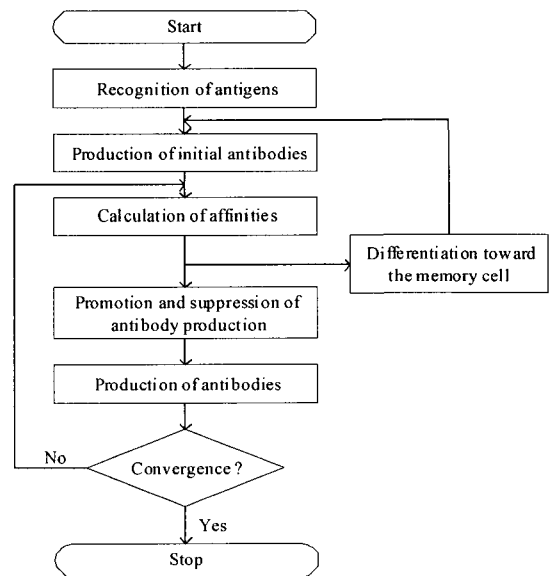 Start
Recognition of antigens
Production of initial antibodies
Calculation of affinities
Differentiation toward
the memory cell
Promotion and suppression of
antibody production
Production of antibodies
Convergence ?
No
Yes
Stop